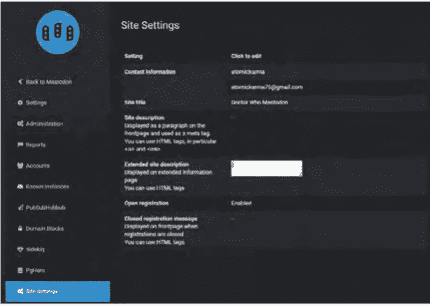 Site Settings
Back to Mastodon
Settings
Administration
Reports
Accounts
Known Instances
PubSubHubbub
Domain Blocks
Sidekiq
PgHero
Site Settings
Setting
Click to edit
Contact information
Site title
Doctor Who Mastodon
Site description
Displayed as a paragraph on the
frontpage and used as a meta tag.
You can use HTML tags, in particular
<a> and <em>.
Extended site description
Displayed on extended information
page
You can use HTML tags
Open registration
Enabled
Closed registration message
Displayed on frontpage when
registrations are closed
You can use HTML tags